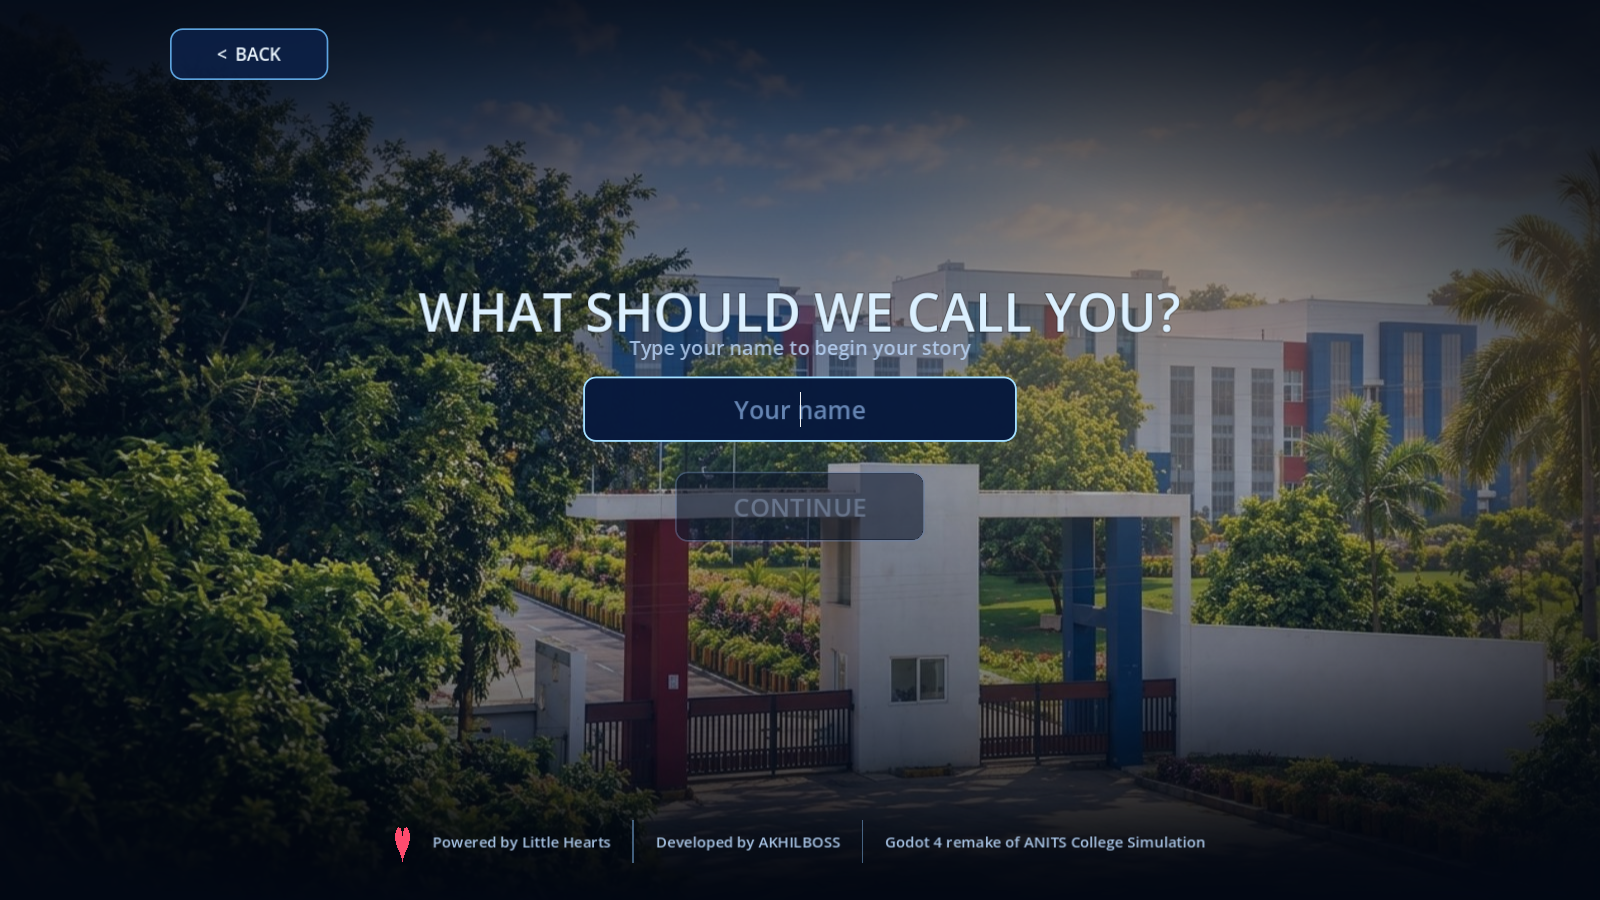 < BACK
WHAT SHOULD WE CALL YOU?
Type your name to begin your story
Your name
CONTINUE
Powered by Little Hearts
Developed by AKHILBOSS
Godot 4 remake of ANITS College Simulation